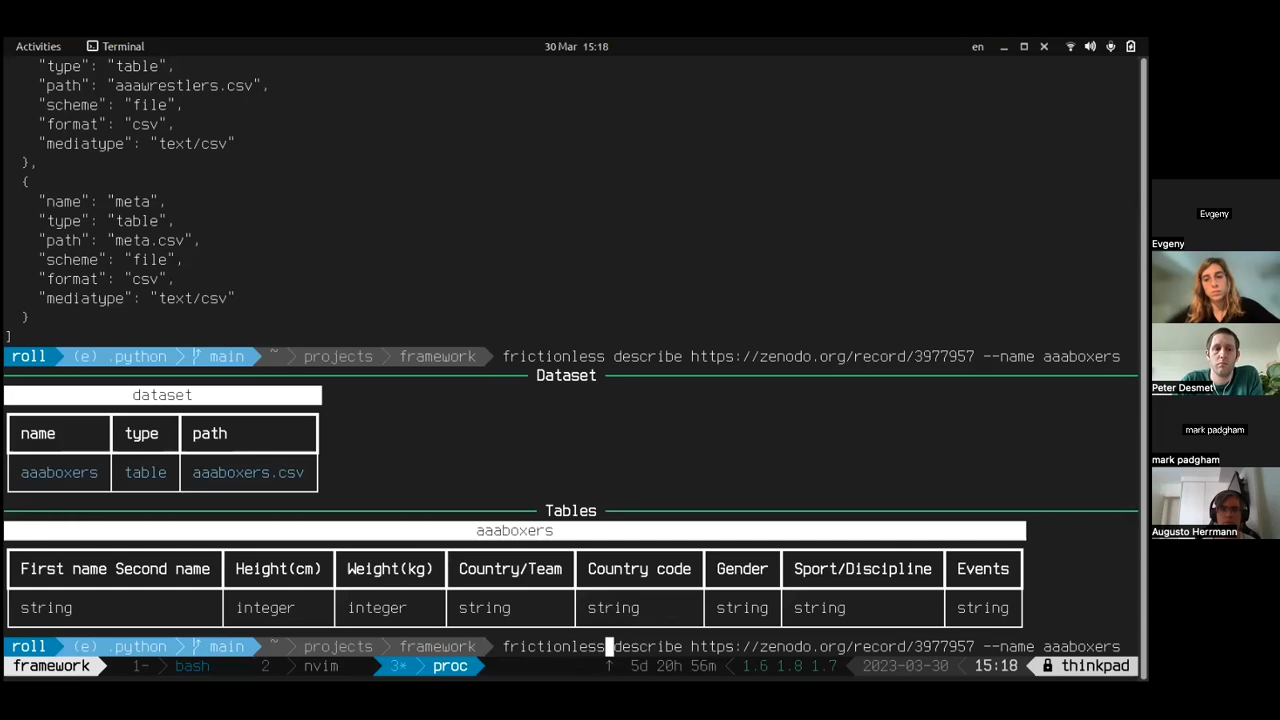 Activities Terminal 30 Mar 15:18 en
"type": "table",
"path": "aaawrestlers.csv",
"scheme": "file",
"format": "csv",
"mediatype": "text/csv"
},
{
"name": "meta",
"type": "table",
"path": "meta.csv",
"scheme": "file",
"format": "csv",
"mediatype": "text/csv"
}
]
roll (e) .python main ~ projects framework frictionless describe https://zenodo.org/record/3977957 --name aaaboxers
Dataset
dataset
name type path
aaaboxers table aaaboxers.csv
Tables
aaaboxers
First name Second name Height(cm) Weight(kg) Country/Team Country code Gender Sport/Discipline Events
string integer integer string string string string string
roll (e) .python main ~ projects framework frictionless describe https://zenodo.org/record/3977957 --name aaaboxers
framework 1- bash 2 nvim 3* proc ↑ 5d 20h 56m 1.6 1.8 1.7 2023-03-30 15:18 thinkpad
Evgeny
Evgeny
Peter Desmet
mark padgham
mark padgham
Augusto Herrmann